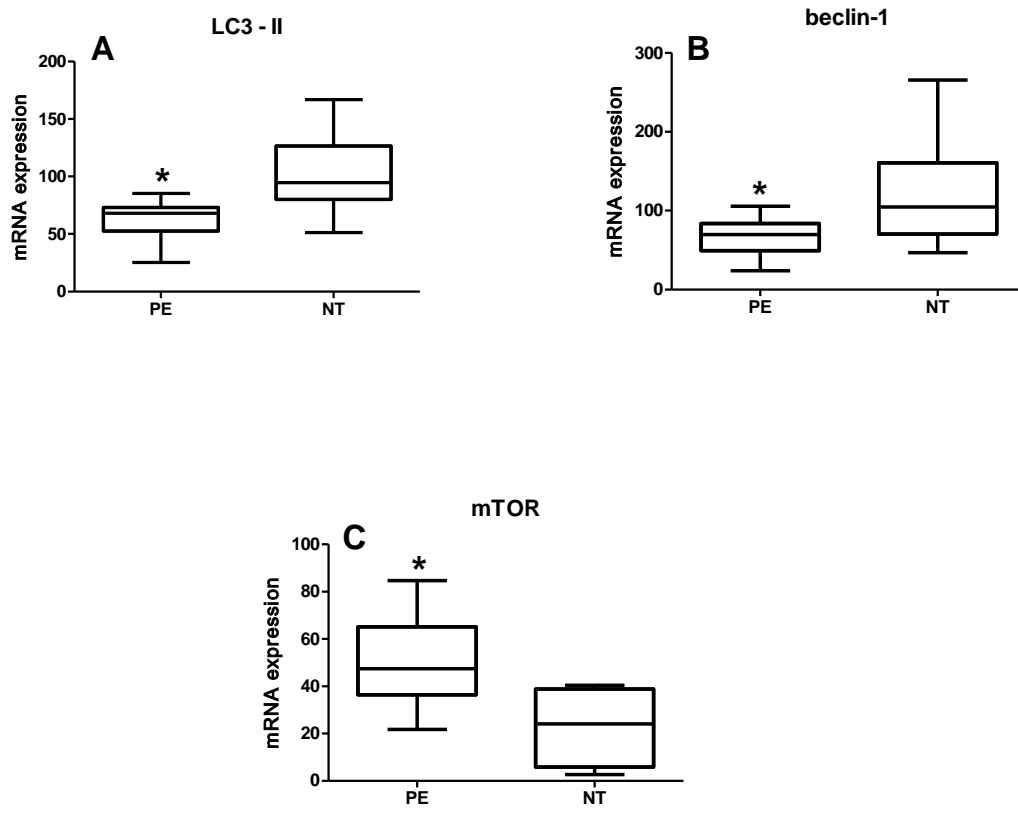 LC3 - II
A
200
150
100
50
0
mRNA expression
*
PE NT
beclin-1
B
300
200
100
0
mRNA expression
*
PE NT
mTOR
C
100
80
60
40
20
0
mRNA expression
*
PE NT